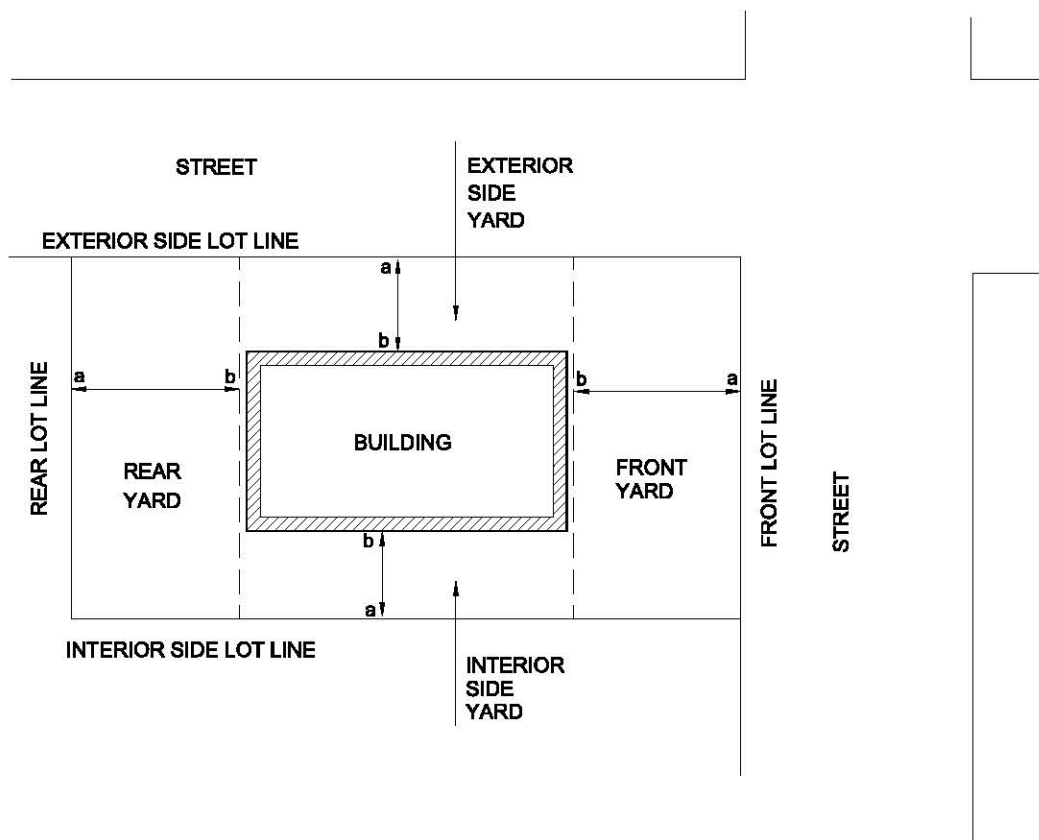 STREET
EXTERIOR
SIDE
YARD
EXTERIOR SIDE LOT LINE
a
b
REAR LOT LINE
a
b
b
a
BUILDING
REAR
YARD
FRONT
YARD
FRONT LOT LINE
STREET
b
a
INTERIOR SIDE LOT LINE
INTERIOR
SIDE
YARD